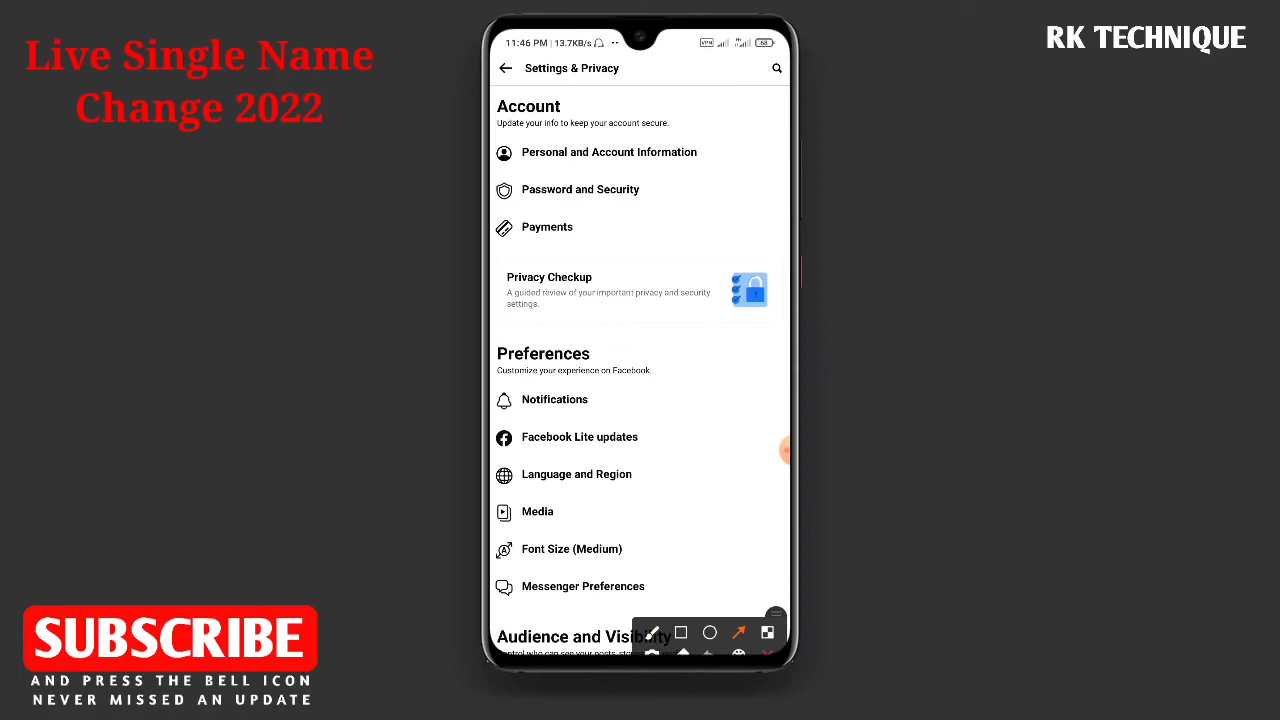 Live Single Name
Change 2022
RK TECHNIQUE
11:46 PM | 13.7KB/s
VPN
68
Settings & Privacy
Account
Update your info to keep your account secure.
Personal and Account Information
Password and Security
Payments
Privacy Checkup
A guided review of your important privacy and security
settings.
Preferences
Customize your experience on Facebook.
Notifications
Facebook Lite updates
Language and Region
Media
Font Size (Medium)
Messenger Preferences
Audience and Visibility
SUBSCRIBE
AND PRESS THE BELL ICON
NEVER MISSED AN UPDATE